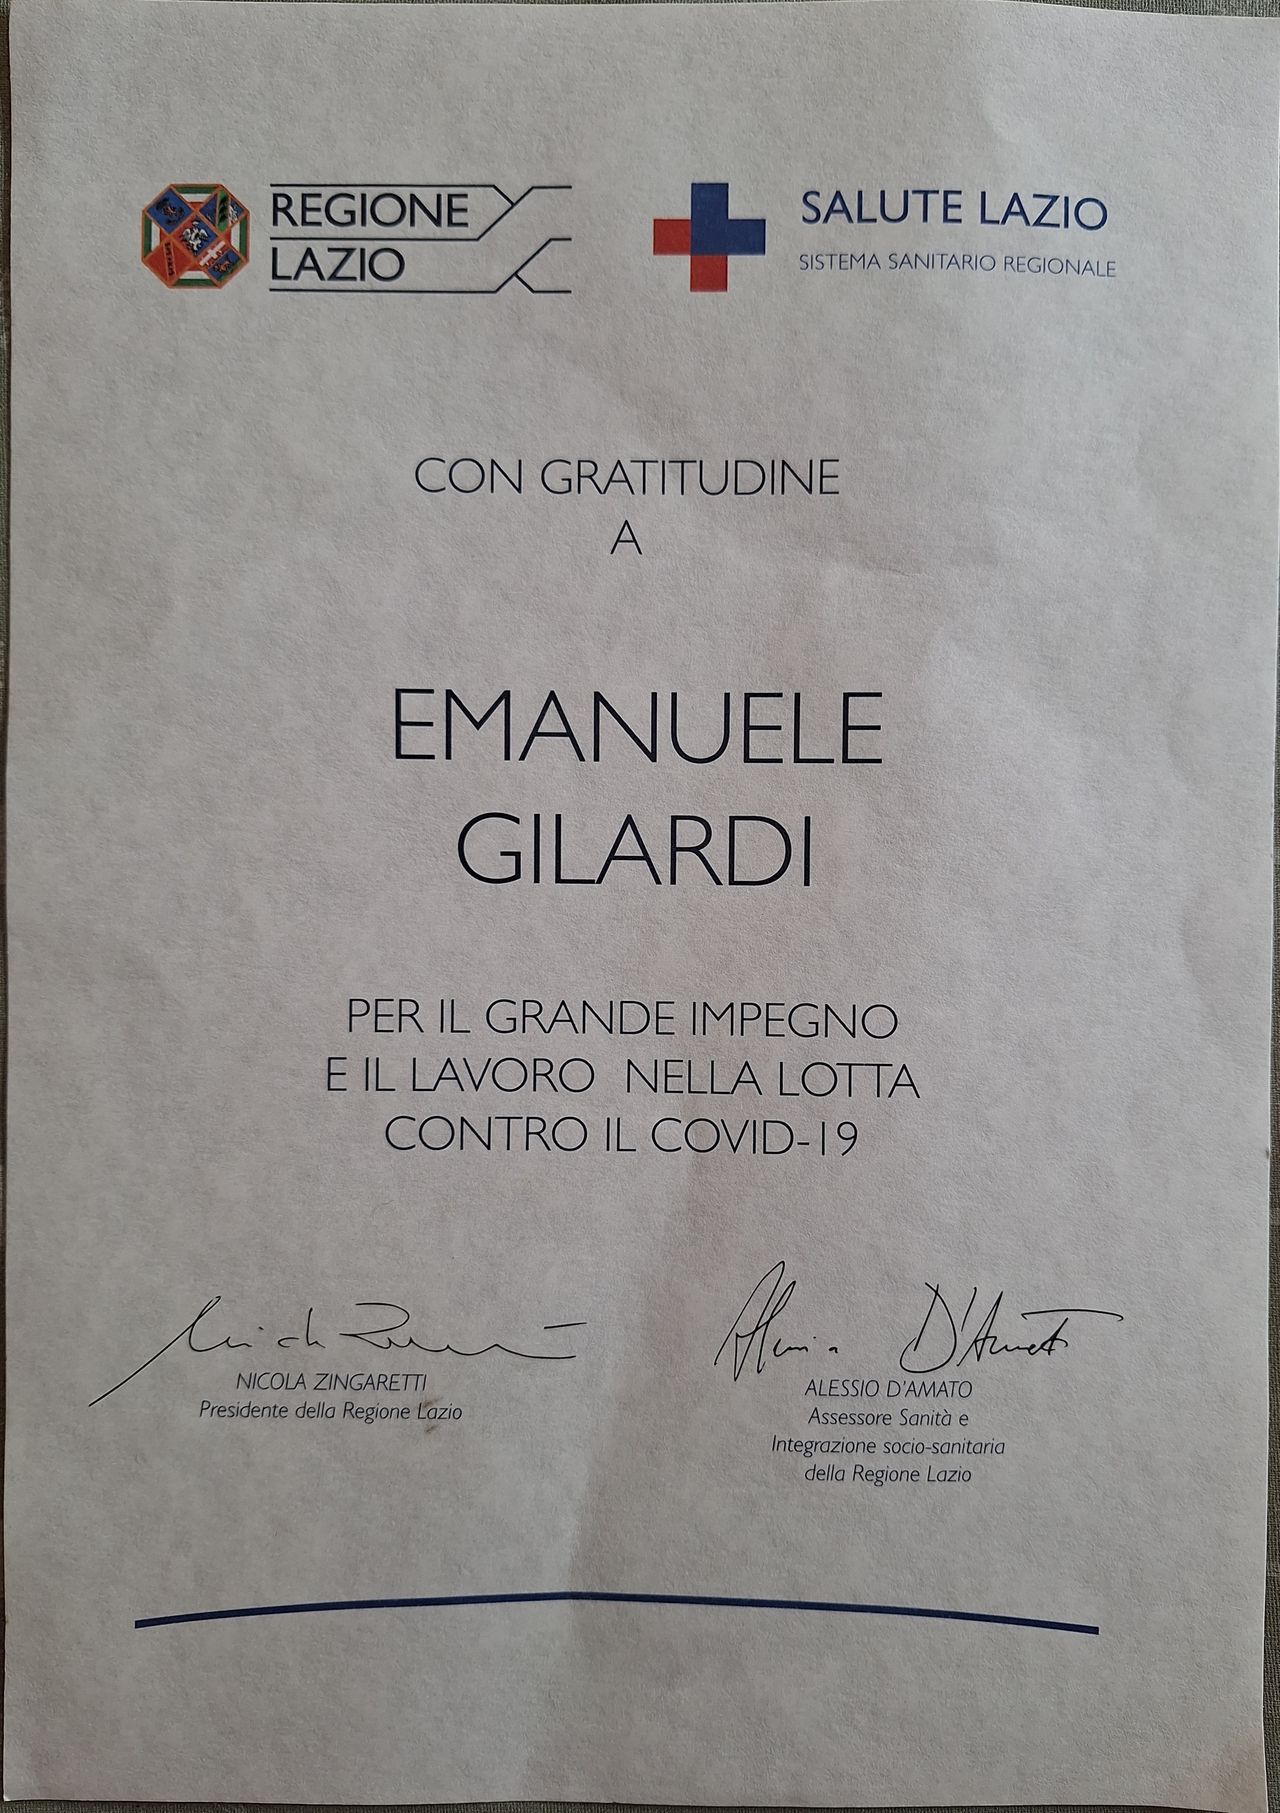 REGIONE
LAZIO
SALUTE LAZIO
SISTEMA SANITARIO REGIONALE
CON GRATITUDINE
A
EMANUELE
GILARDI
PER IL GRANDE IMPEGNO
E IL LAVORO NELLA LOTTA
CONTRO IL COVID-19
NICOLA ZINGARETTI
Presidente della Regione Lazio
Alessio D'Amato
ALESSIO D'AMATO
Assessore Sanità e
Integrazione socio-sanitaria
della Regione Lazio